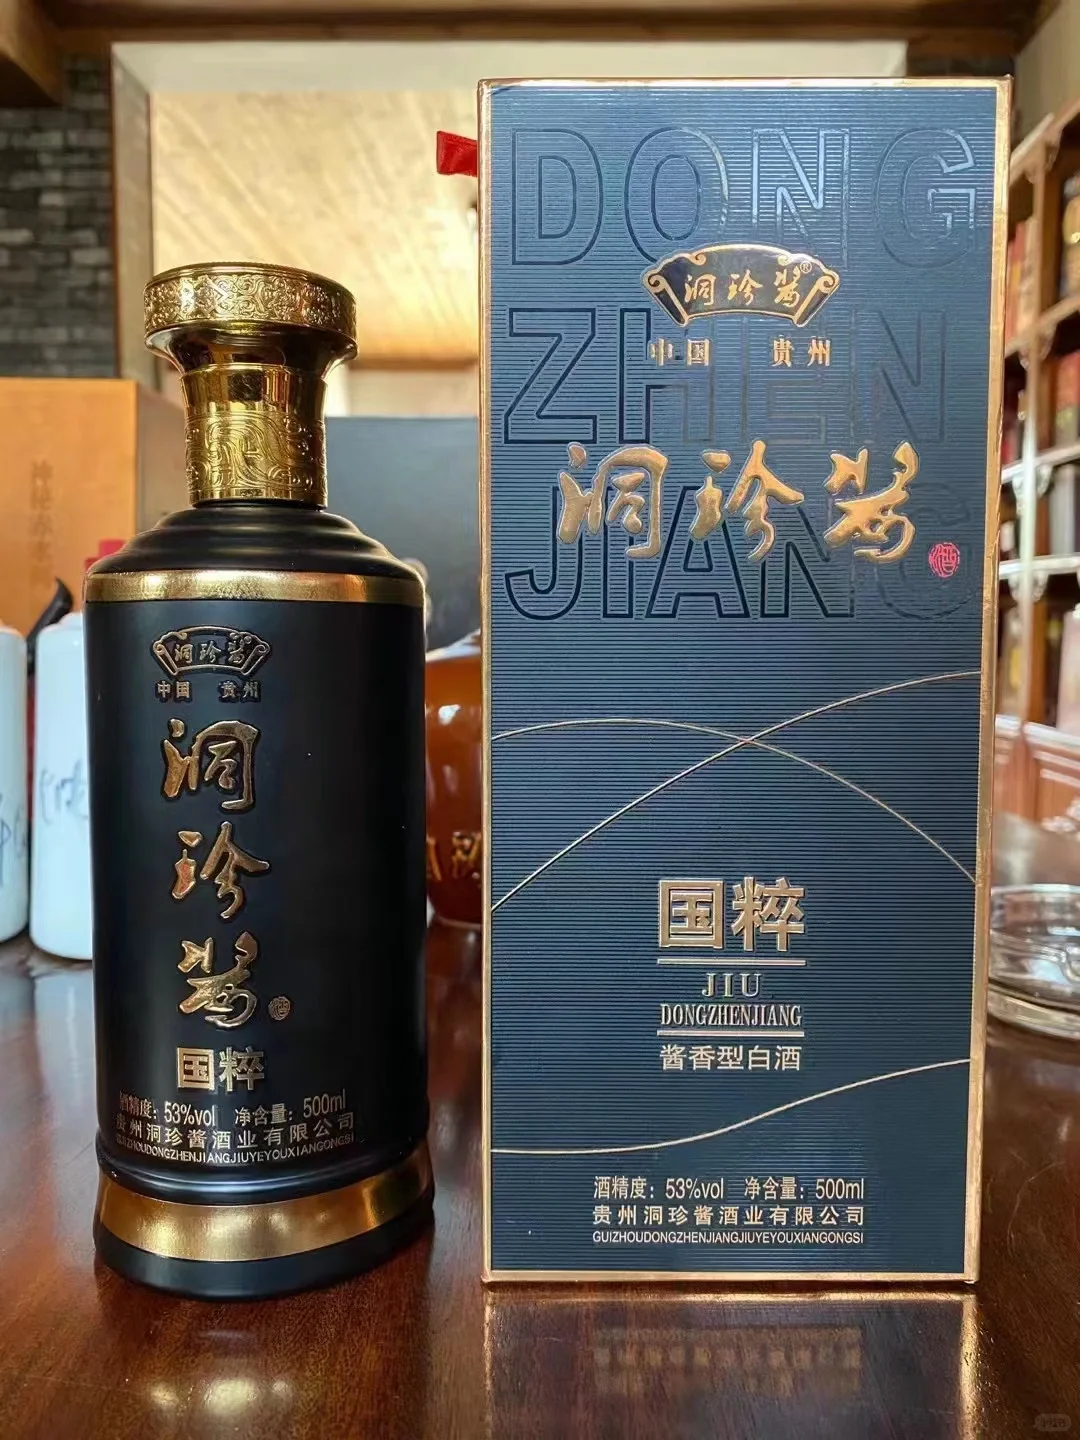 洞珍酱
中国 贵州
洞
珍
酱
酒
国粹
酒精度：53%vol 净含量：500ml
贵州洞珍酱酒业有限公司
GUIZHOUDONGZHENJIANGJIUYEYOUXIANGONGSI
DONG
ZHEN
JIANG
洞珍酱®
中国 贵州
洞珍酱
酒
国粹
JIU
DONGZHENJIANG
酱香型白酒
酒精度：53%vol 净含量：500ml
贵州洞珍酱酒业有限公司
GUIZHOUDONGZHENJIANGJIUYEYOUXIANGONGSI